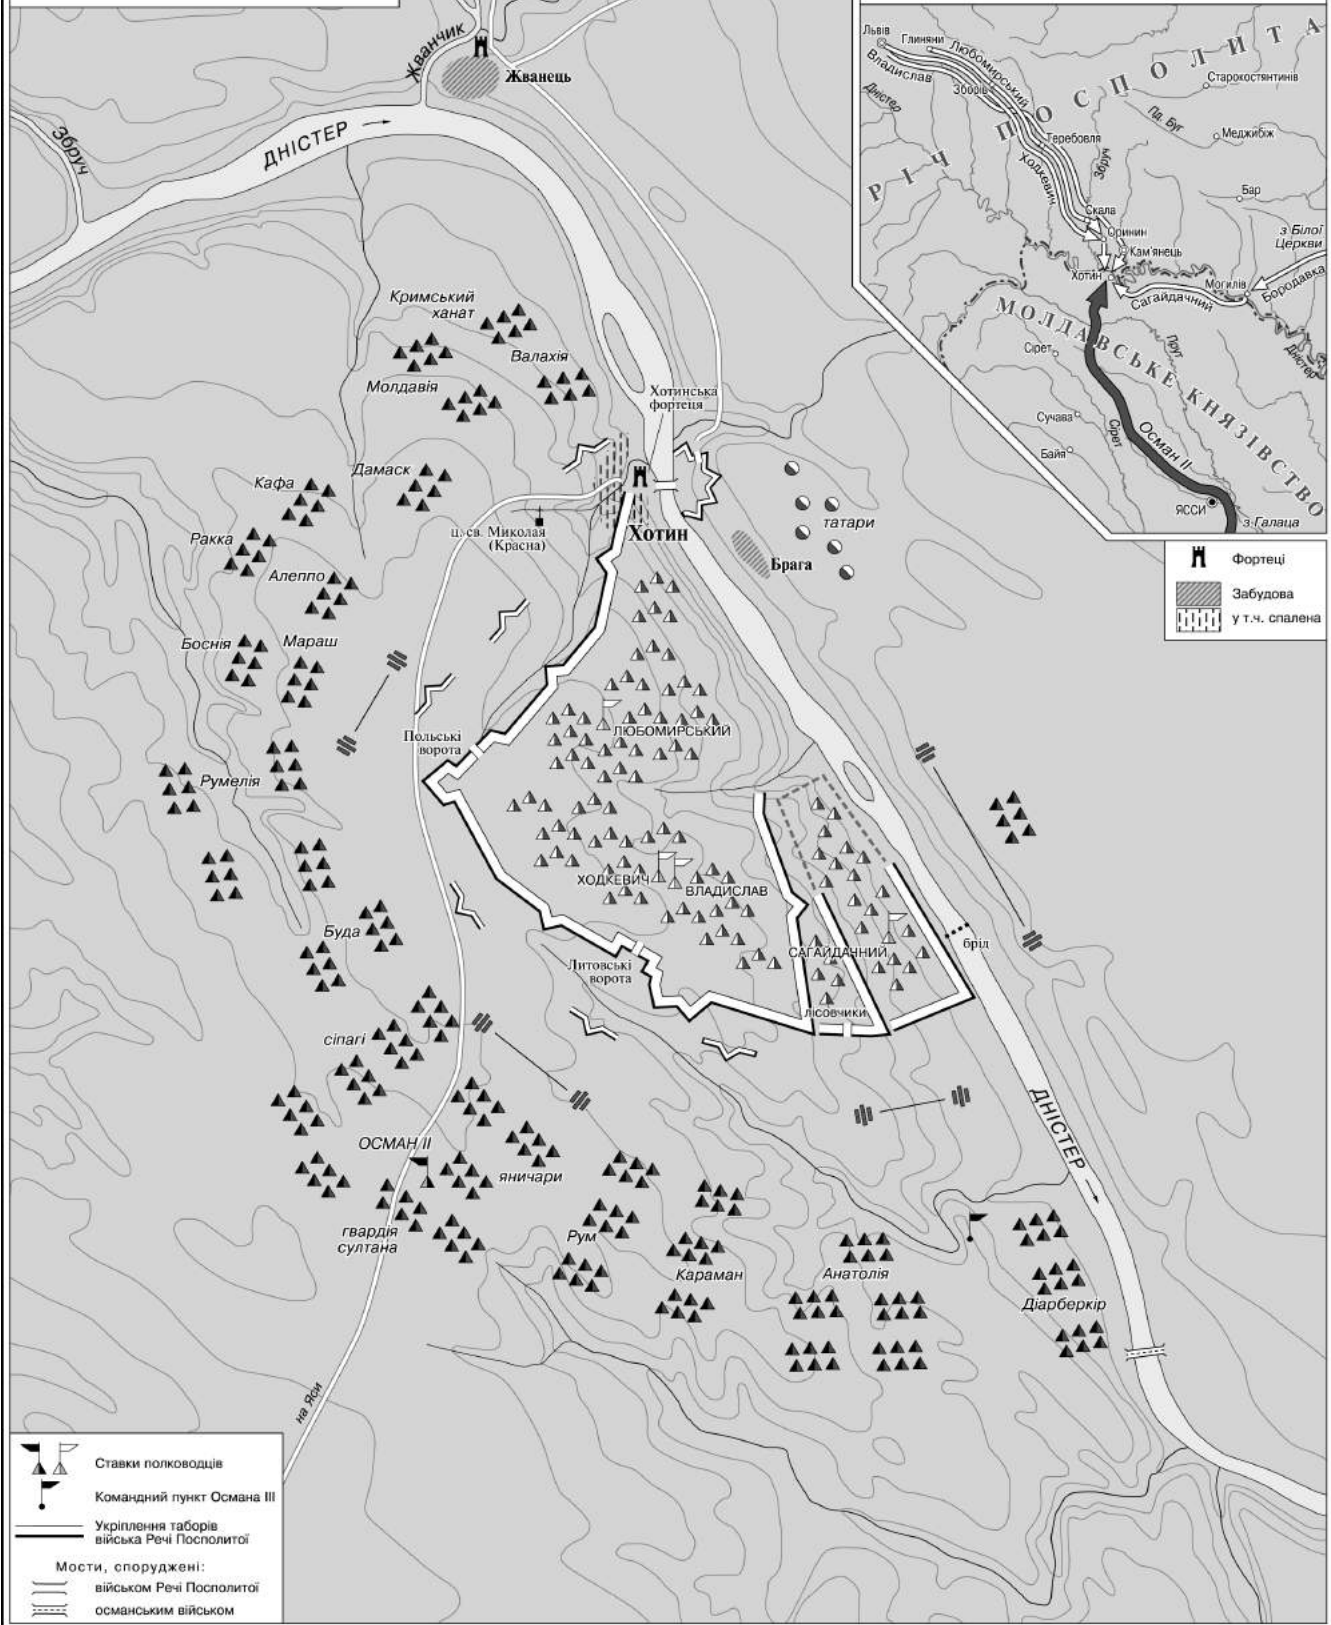 Жванчик
Жванець
Збруч
ДНІСТЕР
Кримський
ханат
Валахія
Молдавія
Хотинська
фортеця
Дамаск
Кафа
Ракка
Алеппо
ц. св. Миколая
(Красна)
Хотин
татари
Брага
Боснія
Мараш
Польські
ворота
ЛЮБОМИРСЬКИЙ
Румелія
ХОДКЕВИЧ
ВЛАДИСЛАВ
Буда
Литовські
ворота
САГАЙДАЧНИЙ
брід
лісовчики
сіпагі
ОСМАН II
яничари
ДНІСТЕР
гвардія
султана
Рум
Караман
Анатолія
Діарберкір
на Яси
Львів
Глиняни
Любомирський
Владислав
Зборів
Дністер
РІЧ ПОСПОЛИТА
Старокостянтинів
Пд. Буг
Меджибіж
Теребовля
Ходкевич
Збруч
Бар
Скала
Оринин
Кам'янець
з Білої
Церкви
Хотин
Могилів
Бородавка
Сагайдачний
МОЛДАВСЬКЕ КНЯЗІВСТВО
Сірет
Прут
Дністер
Сучава
Сірет
Байя
Осман II
ЯССИ
з Галаца
Фортеці
Забудова
у т.ч. спалена
Ставки полководців
Командний пункт Османа III
Укріплення таборів
війська Речі Посполитої
Мости, споруджені:
військом Речі Посполитої
османським військом